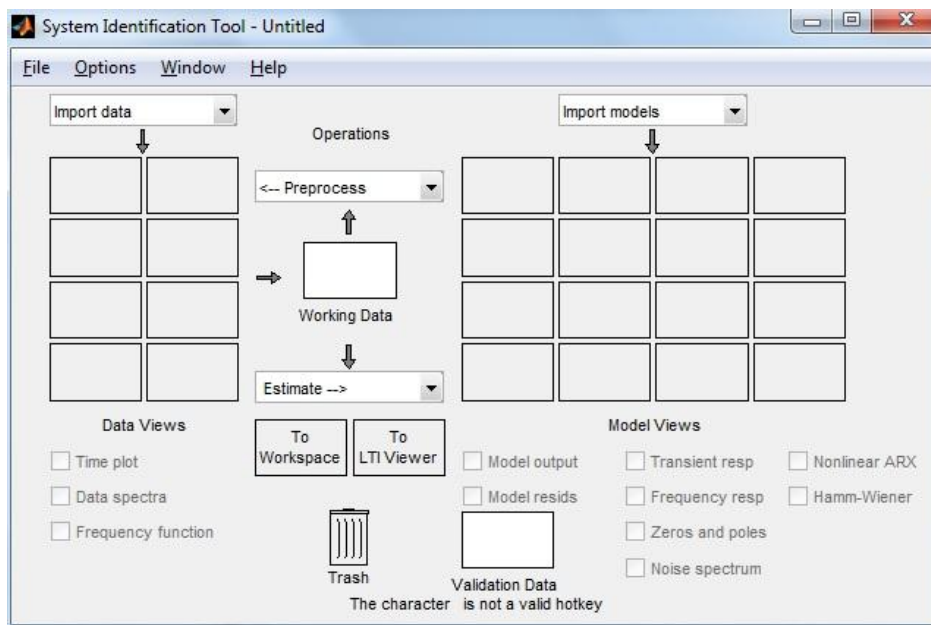 System Identification Tool - Untitled
File Options Window Help
Import data
Import models
Operations
<-- Preprocess
Working Data
Estimate -->
Data Views
To Workspace
To LTI Viewer
Model Views
Time plot
Data spectra
Frequency function
Model output
Model resids
Transient resp
Frequency resp
Zeros and poles
Noise spectrum
Nonlinear ARX
Hamm-Wiener
Trash
Validation Data
The character is not a valid hotkey